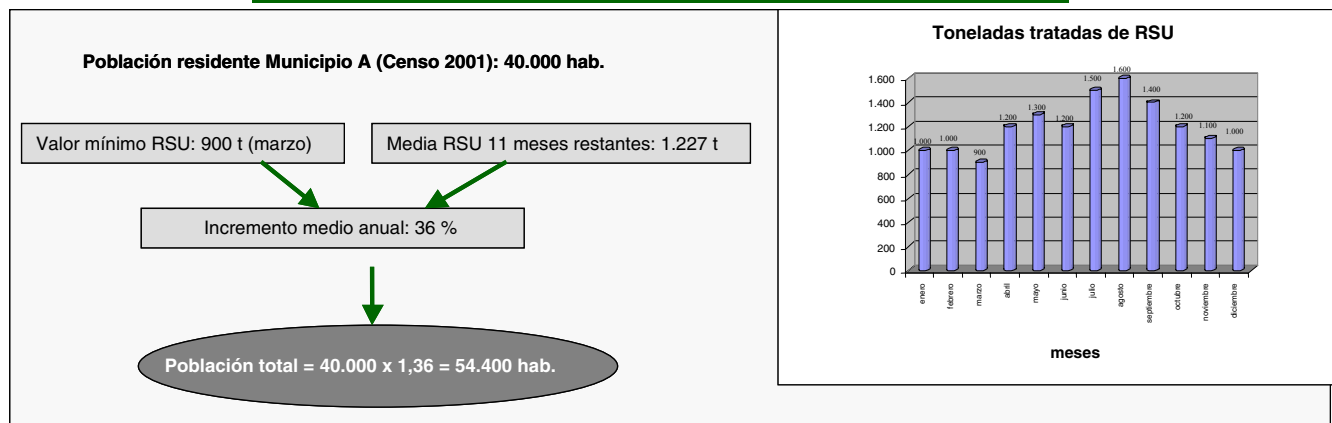 Población residente Municipio A (Censo 2001): 40.000 hab.
Valor mínimo RSU: 900 t (marzo)
Media RSU 11 meses restantes: 1.227 t
Incremento medio anual: 36 %
Población total = 40.000 x 1,36 = 54.400 hab.
Toneladas tratadas de RSU
1.600
1.400
1.200
1.000
800
600
400
200
0
1.000
1.000
900
1.200
1.300
1.200
1.500
1.600
1.400
1.200
1.100
1.000
enero
febrero
marzo
abril
mayo
junio
julio
agosto
septiembre
octubre
noviembre
diciembre
meses